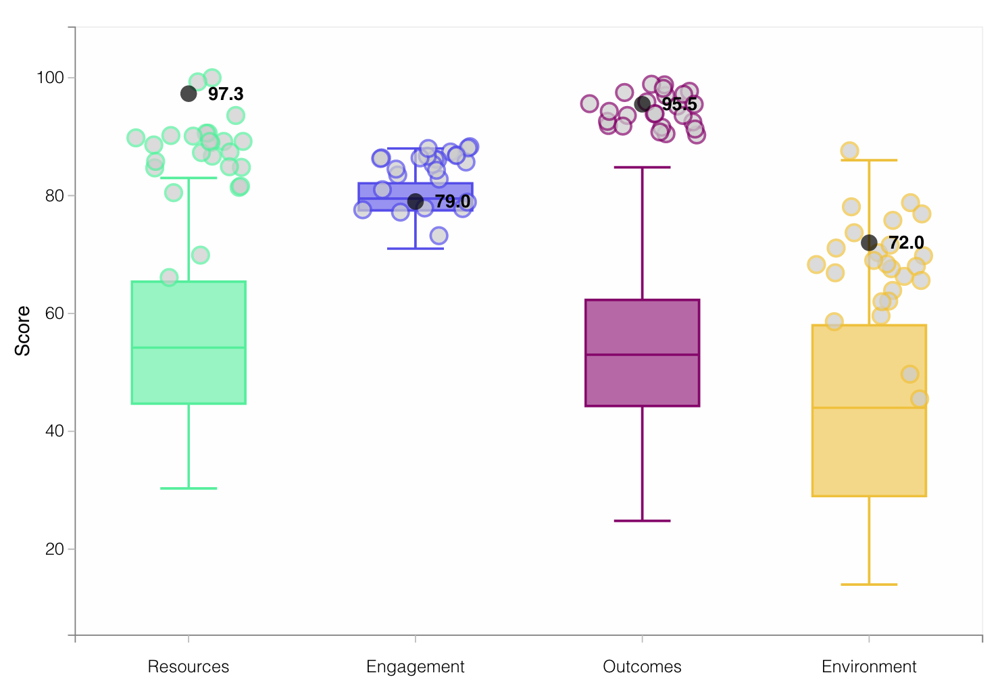 100
80
60
40
20
Score
97.3
79.0
95.5
72.0
Resources
Engagement
Outcomes
Environment